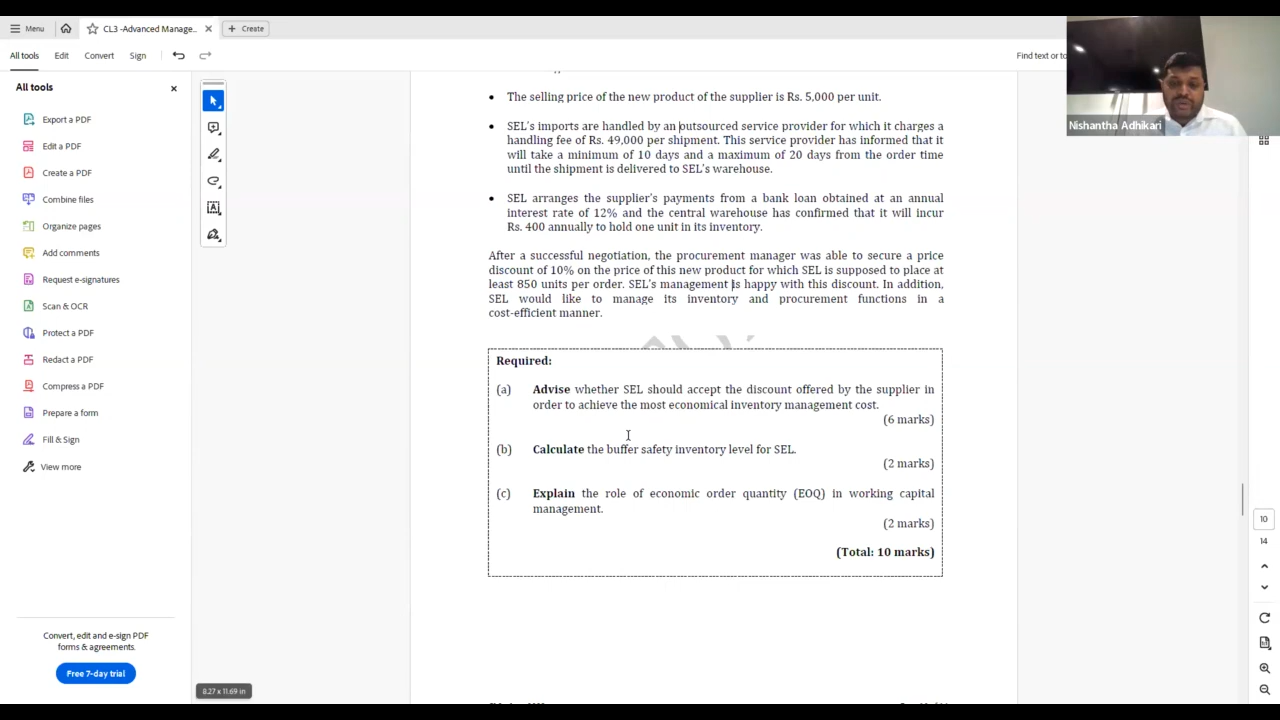 Menu
CL3 -Advanced Manage...
Create
All tools
Edit
Convert
Sign
Find text or to
All tools
Export a PDF
Edit a PDF
Create a PDF
Combine files
Organize pages
Add comments
Request e-signatures
Scan & OCR
Protect a PDF
Redact a PDF
Compress a PDF
Prepare a form
Fill & Sign
View more
Convert, edit and e-sign PDF
forms & agreements.
Free 7-day trial
8.27 x 11.69 in
• The selling price of the new product of the supplier is Rs. 5,000 per unit.
• SEL's imports are handled by an outsourced service provider for which it charges a
handling fee of Rs. 49,000 per shipment. This service provider has informed that it
will take a minimum of 10 days and a maximum of 20 days from the order time
until the shipment is delivered to SEL's warehouse.
• SEL arranges the supplier's payments from a bank loan obtained at an annual
interest rate of 12% and the central warehouse has confirmed that it will incur
Rs. 400 annually to hold one unit in its inventory.
After a successful negotiation, the procurement manager was able to secure a price
discount of 10% on the price of this new product for which SEL is supposed to place at
least 850 units per order. SEL's management is happy with this discount. In addition,
SEL would like to manage its inventory and procurement functions in a
cost-efficient manner.
Required:
(a) Advise whether SEL should accept the discount offered by the supplier in
order to achieve the most economical inventory management cost.
(6 marks)
(b) Calculate the buffer safety inventory level for SEL.
(2 marks)
(c) Explain the role of economic order quantity (EOQ) in working capital
management.
(2 marks)
(Total: 10 marks)
Nishantha Adhikari
10
14